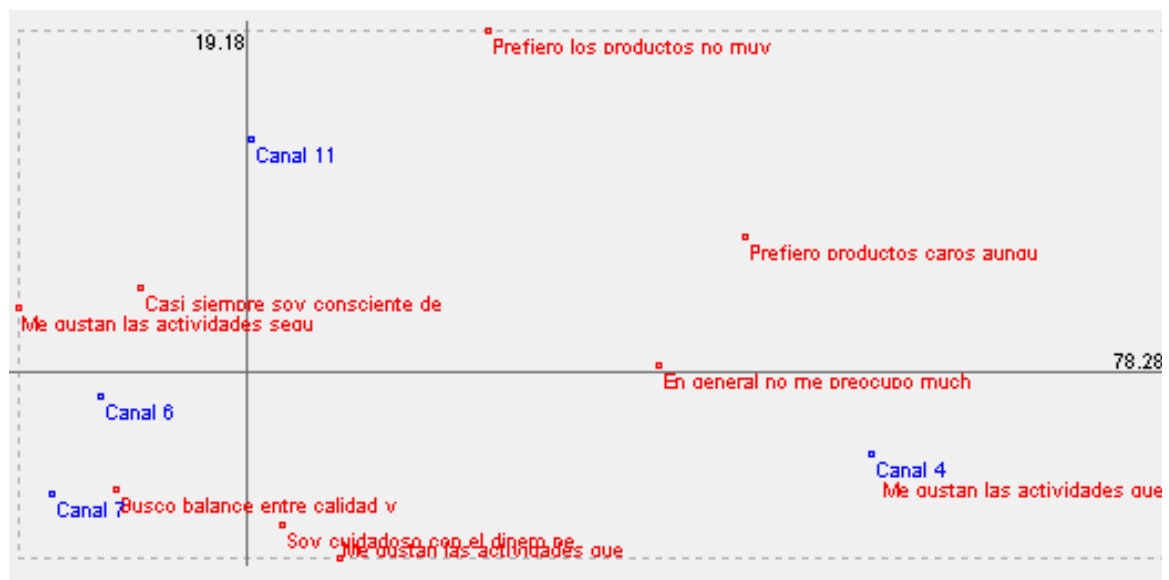 19.18
Prefiero los productos no muy
Canal 11
Prefiero productos caros aunqu
Casi siempre soy consciente de
Me gustan las actividades segu
78.28
En general no me preocupo much
Canal 6
Canal 4
Me gustan las actividades que
Canal 7
Busco balance entre calidad y
Soy cuidadoso con el dinero pe
Me gustan las actividades que